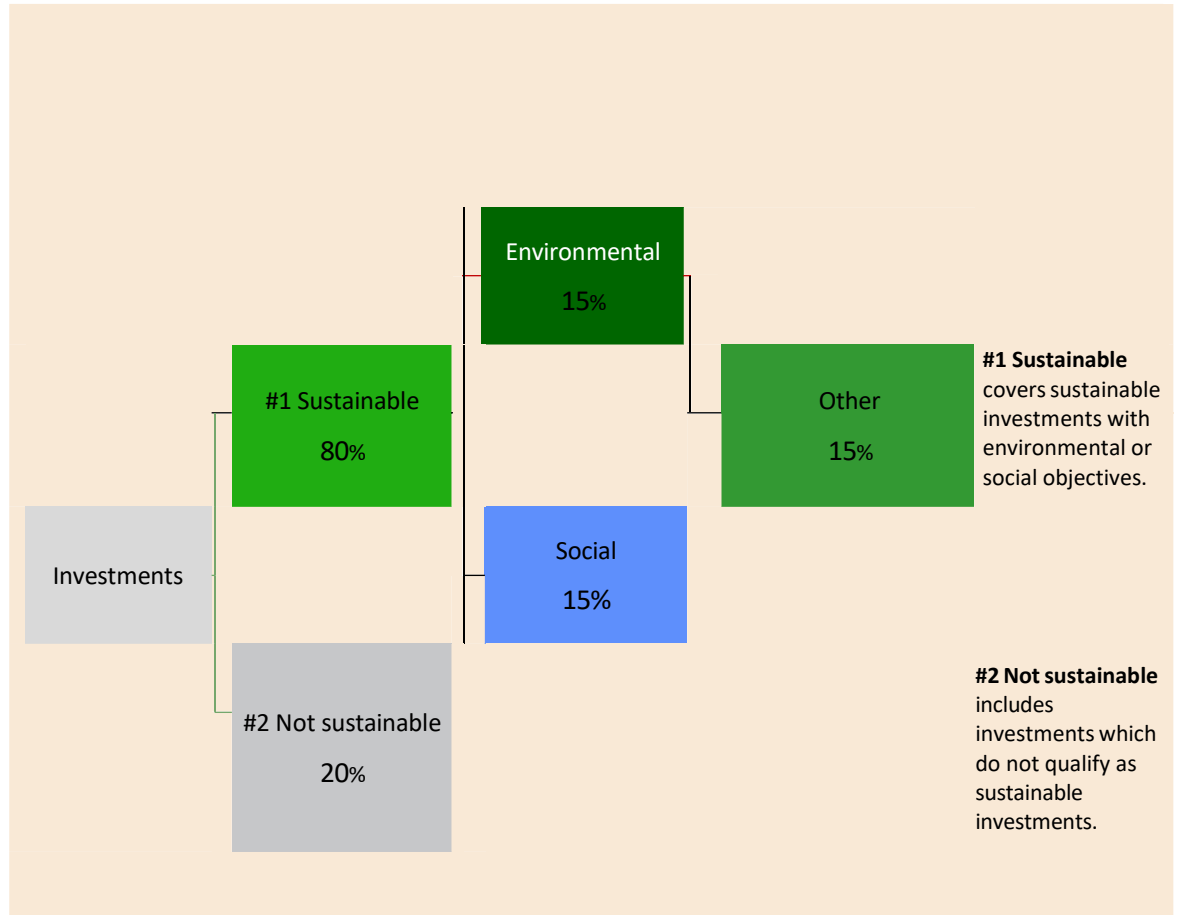 Environmental
15%
#1 Sustainable
80%
Other
15%
#1 Sustainable
covers sustainable
investments with
environmental or
social objectives.
Investments
Social
15%
#2 Not sustainable
20%
#2 Not sustainable
includes
investments which
do not qualify as
sustainable
investments.